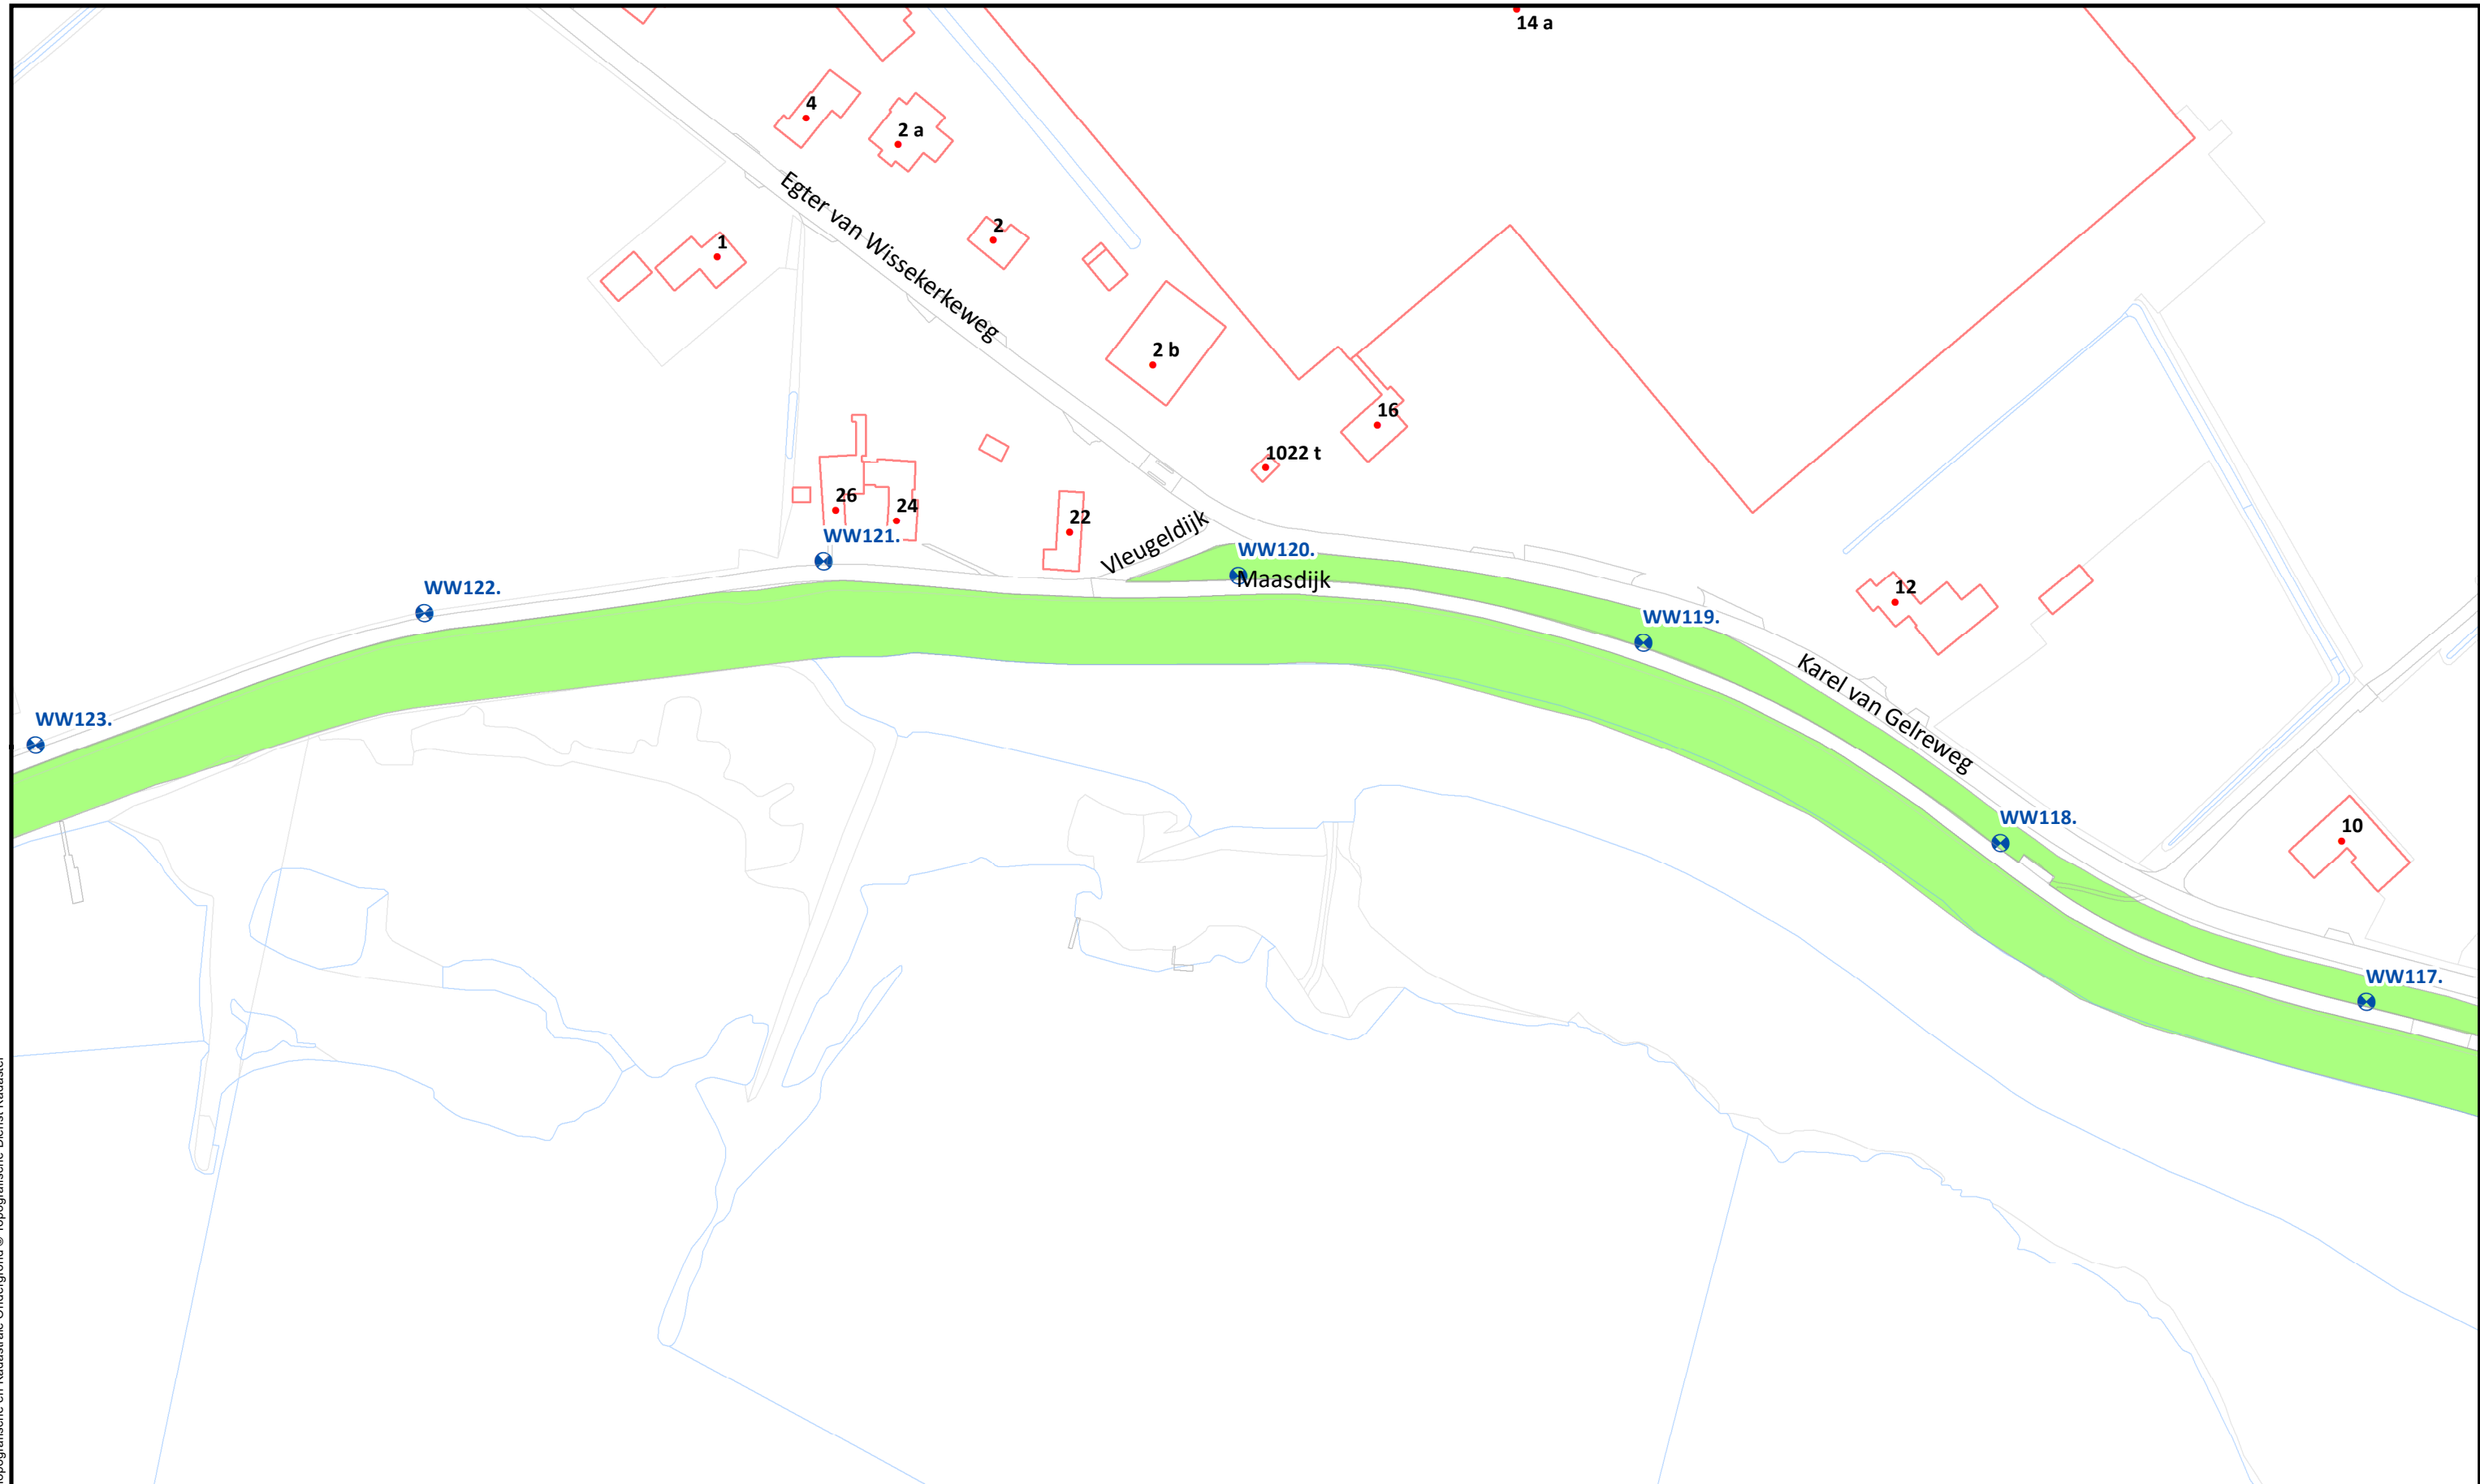 14 a
4
2 a
Egter van Wissekerkeweg
2
1
2 b
16
1022 t
26
24
22
Vleugeldijk
WW121.
WW120.
Maasdijk
WW122.
12
WW119.
Karel van Gelreweg
WW123.
WW118.
10
WW117.